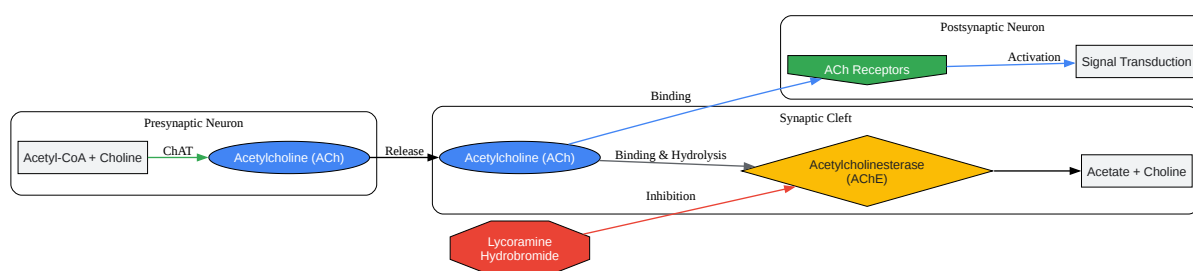 Postsynaptic Neuron
ACh Receptors
Activation
Signal Transduction
Binding
Presynaptic Neuron
Synaptic Cleft
Acetyl-CoA + Choline
ChAT
Acetylcholine (ACh)
Release
Acetylcholine (ACh)
Binding & Hydrolysis
Acetylcholinesterase
(AChE)
Acetate + Choline
Inhibition
Lycoramine
Hydrobromide